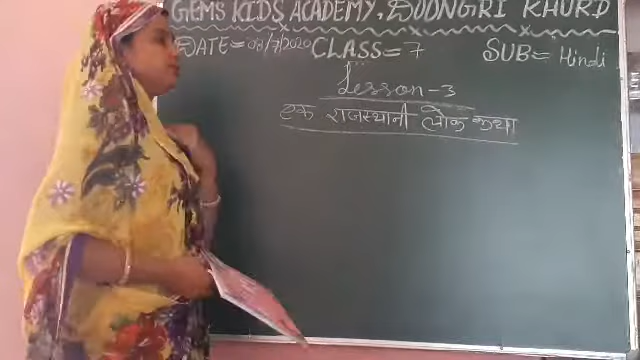 GEMS KIDS ACADEMY, DOONGRI KHURD
DATE= 08/7/2020 CLASS= 7 SUB= Hindi
Lesson-3
एक राजस्थानी लोक कथा